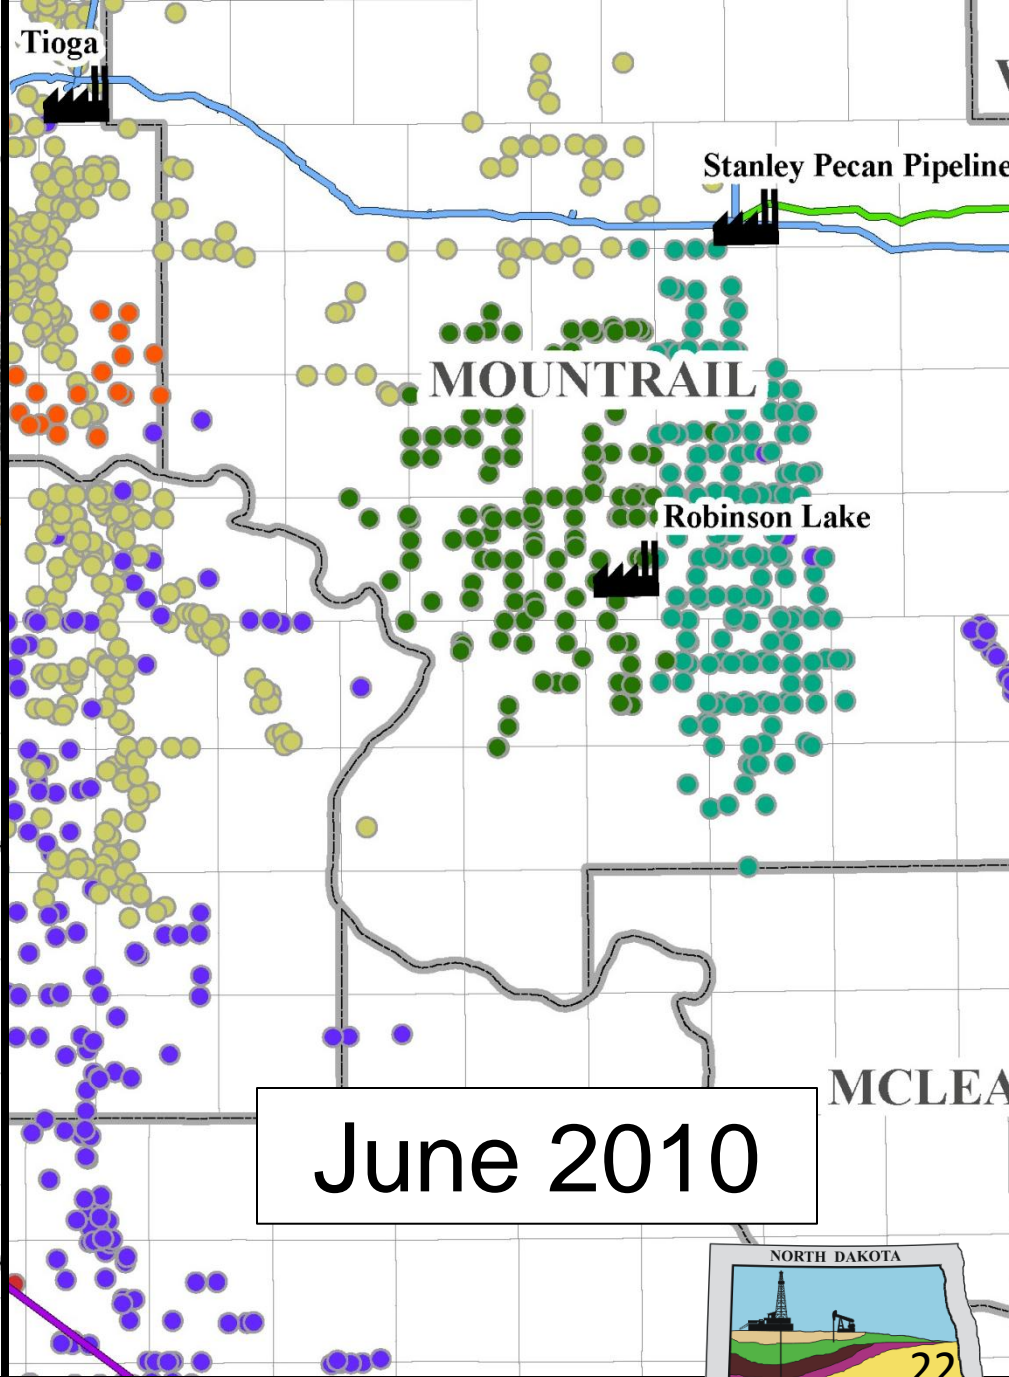 Tioga
Stanley Pecan Pipeline
MOUNTRAIL
Robinson Lake
MCLEA
June 2010
NORTH DAKOTA
22